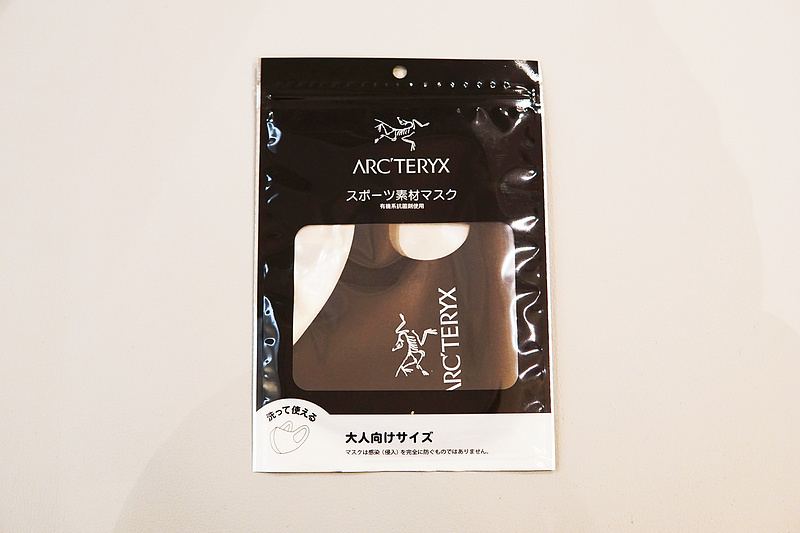 ARC'TERYX
スポーツ素材マスク
有機系抗菌剤使用
ARC'TERYX
洗って使える
大人向けサイズ
マスクは感染（侵入）を完全に防ぐものではありません。